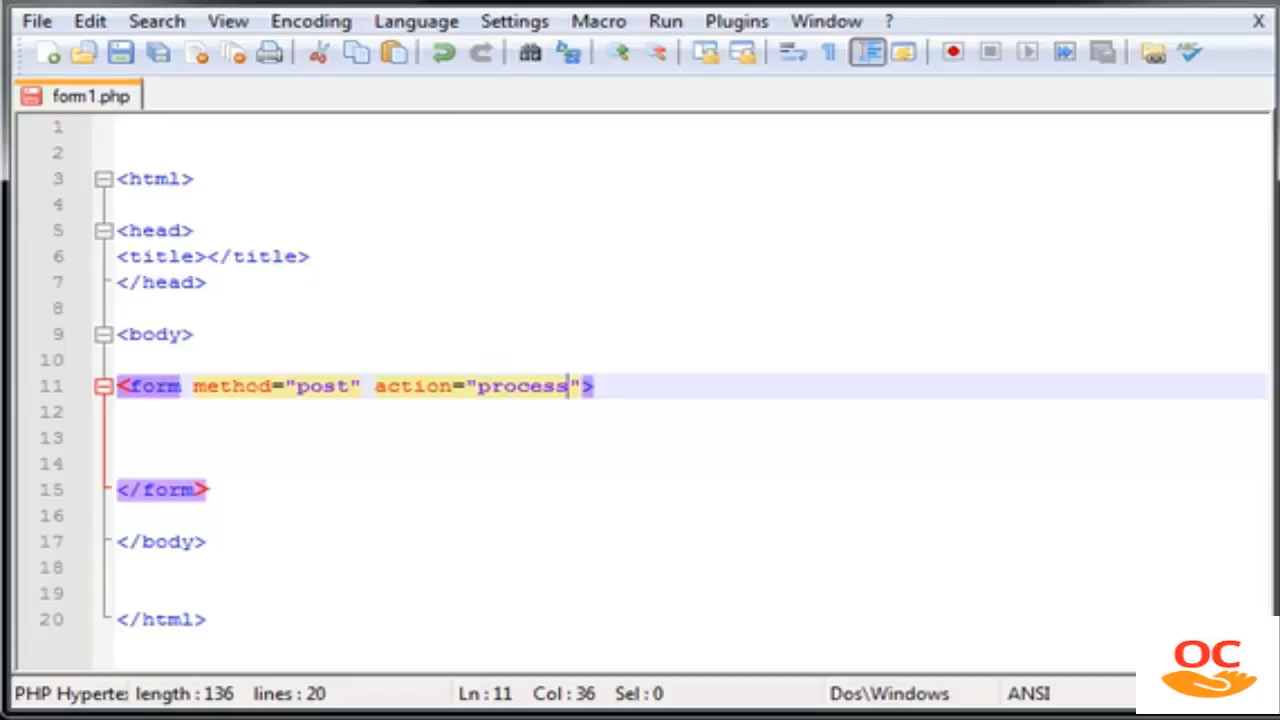 File Edit Search View Encoding Language Settings Macro Run Plugins Window ? X
form1.php
1
2
3 <html>
4
5 <head>
6 <title></title>
7 </head>
8
9 <body>
10
11 <form method="post" action="process">
12
13
14
15 </form>
16
17 </body>
18
19
20 </html>
PHP Hyperte: length : 136 lines : 20 Ln : 11 Col : 36 Sel : 0 Dos\Windows ANSI
OC